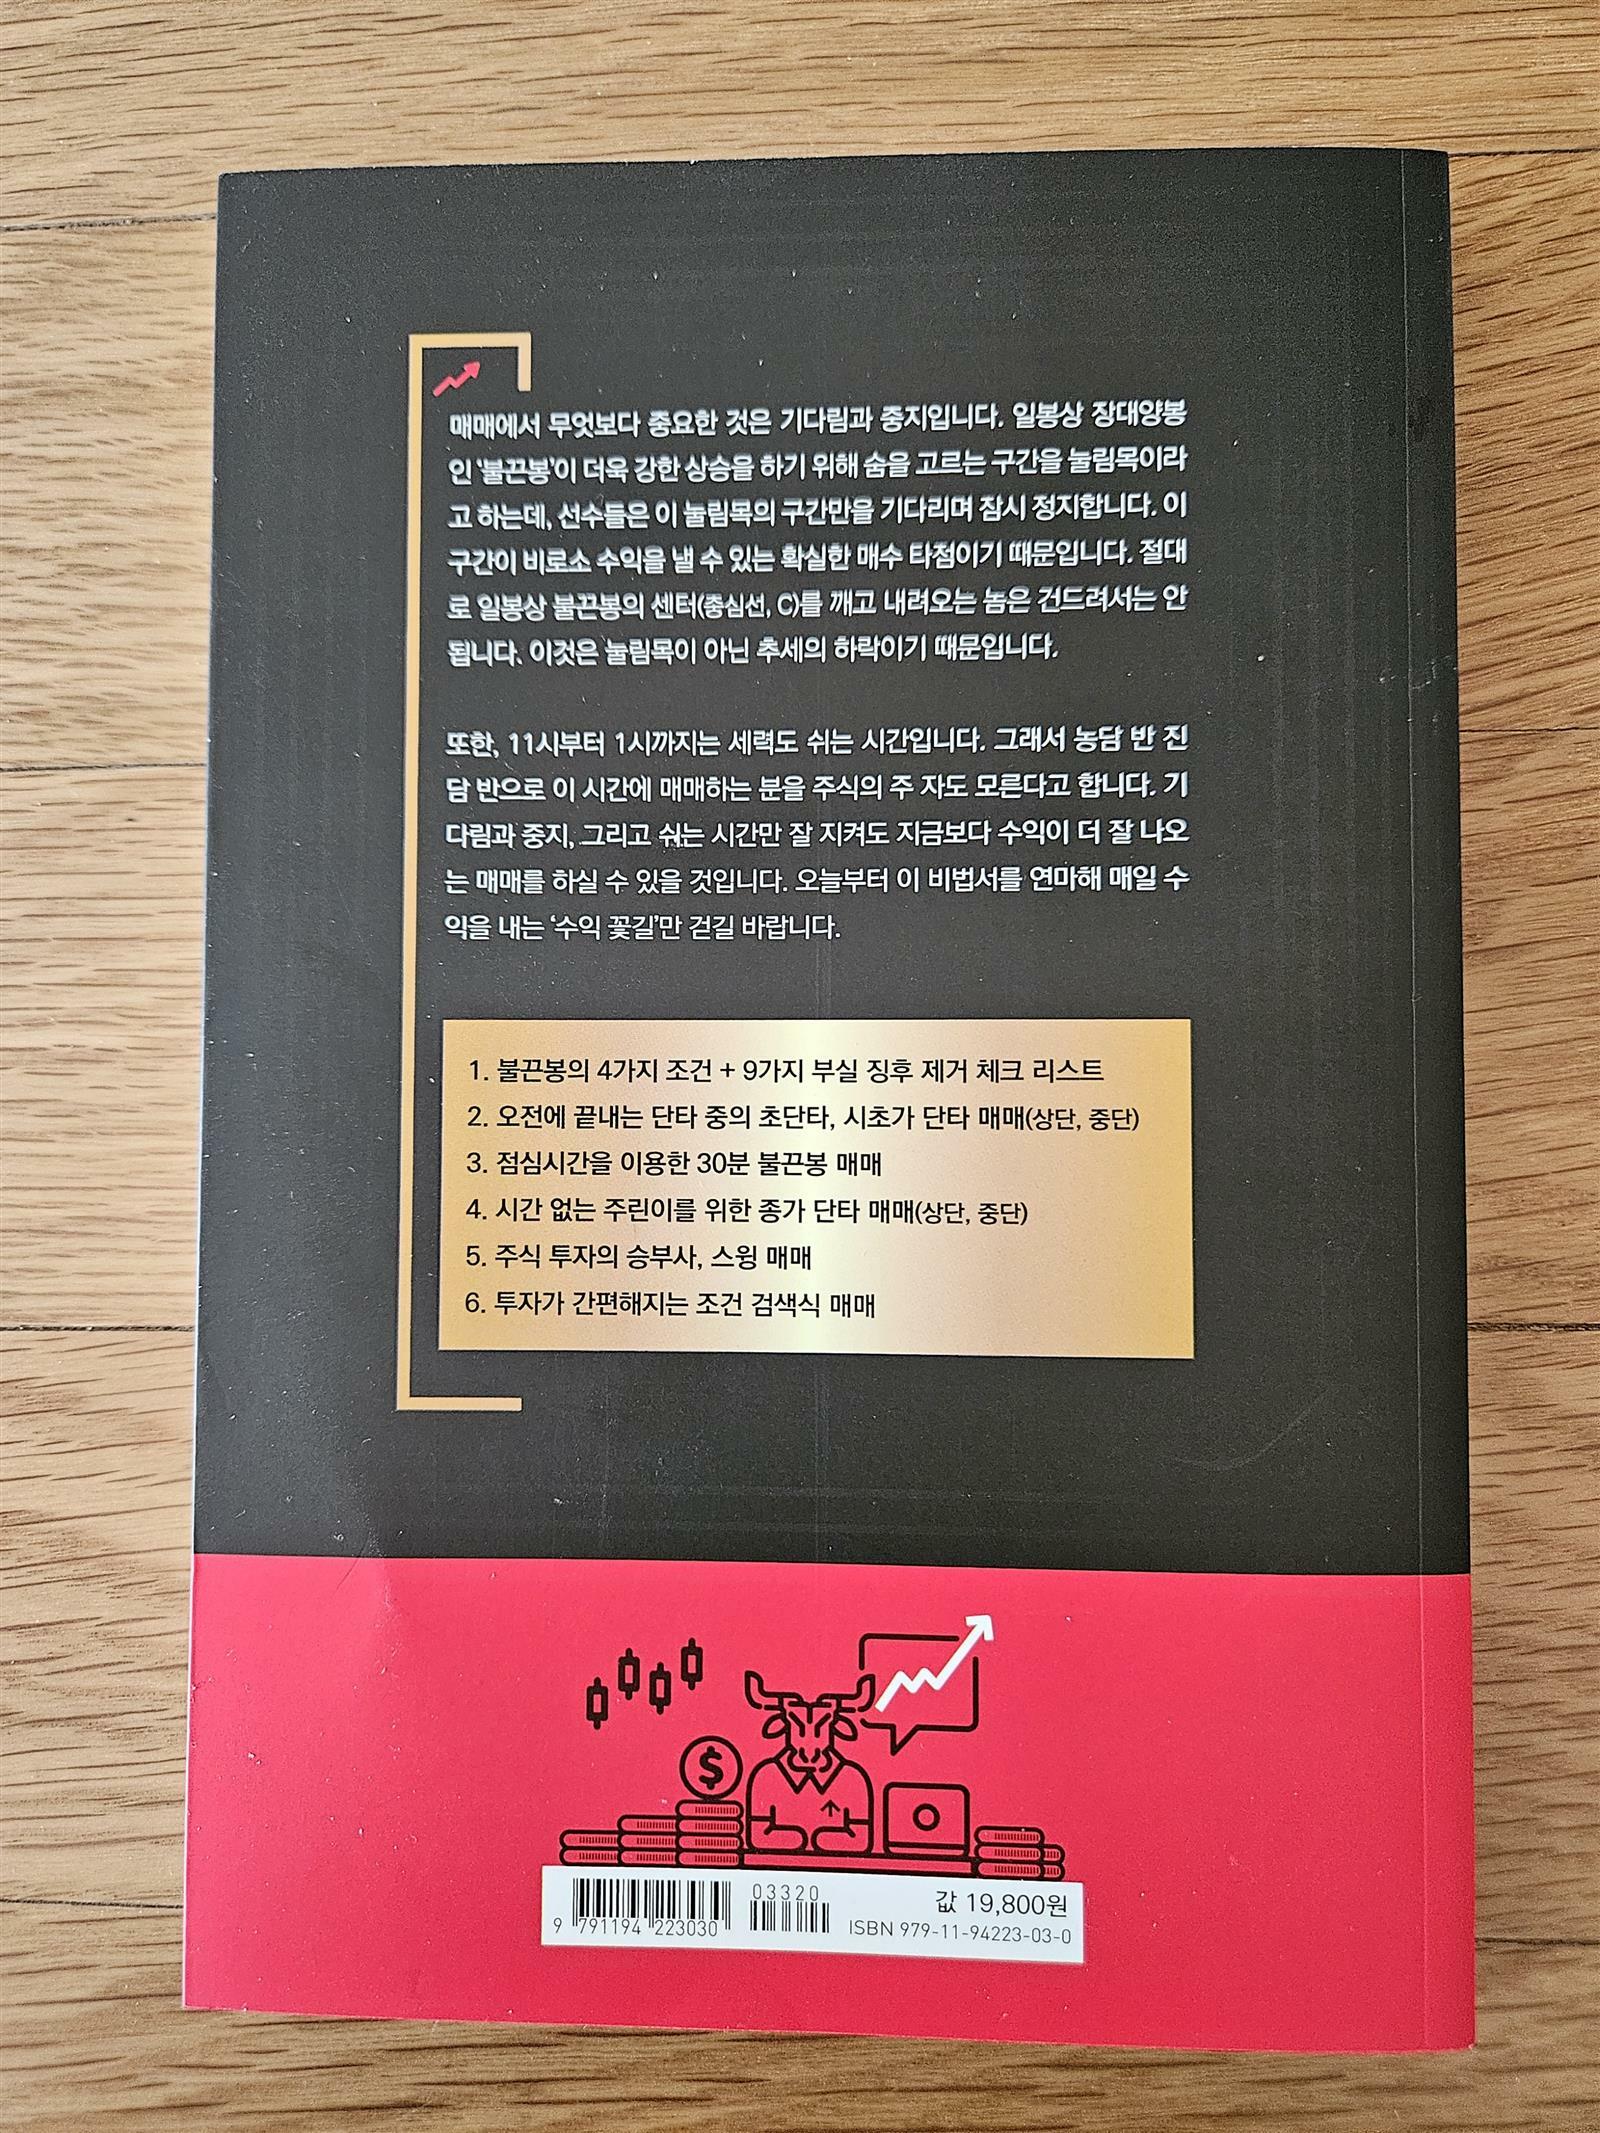 매매에서 무엇보다 중요한 것은 기다림과 중지입니다. 일봉상 장대양봉
인 '불끈봉'이 더욱 강한 상승을 하기 위해 숨을 고르는 구간을 눌림목이라
고 하는데, 선수들은 이 눌림목의 구간만을 기다리며 잠시 정지합니다. 이
구간이 비로소 수익을 낼 수 있는 확실한 매수 타점이기 때문입니다. 절대
로 일봉상 불끈봉의 센터(중심선, C)를 깨고 내려오는 놈은 건드려서는 안
됩니다. 이것은 눌림목이 아닌 추세의 하락이기 때문입니다.
또한, 11시부터 1시까지는 세력도 쉬는 시간입니다. 그래서 농담 반 진
담 반으로 이 시간에 매매하는 분을 주식의 주 자도 모른다고 합니다. 기
다림과 중지, 그리고 쉬는 시간만 잘 지켜도 지금보다 수익이 더 잘 나오
는 매매를 하실 수 있을 것입니다. 오늘부터 이 비법서를 연마해 매일 수
익을 내는 '수익 꽃길'만 걷길 바랍니다.
1. 불끈봉의 4가지 조건 + 9가지 부실 징후 제거 체크 리스트
2. 오전에 끝내는 단타 중의 초단타, 시초가 단타 매매(상단, 중단)
3. 점심시간을 이용한 30분 불끈봉 매매
4. 시간 없는 주린이를 위한 종가 단타 매매(상단, 중단)
5. 주식 투자의 승부사, 스윙 매매
6. 투자가 간편해지는 조건 검색식 매매
$
03320
9 791194 223030
값 19,800원
ISBN 979-11-94223-03-0